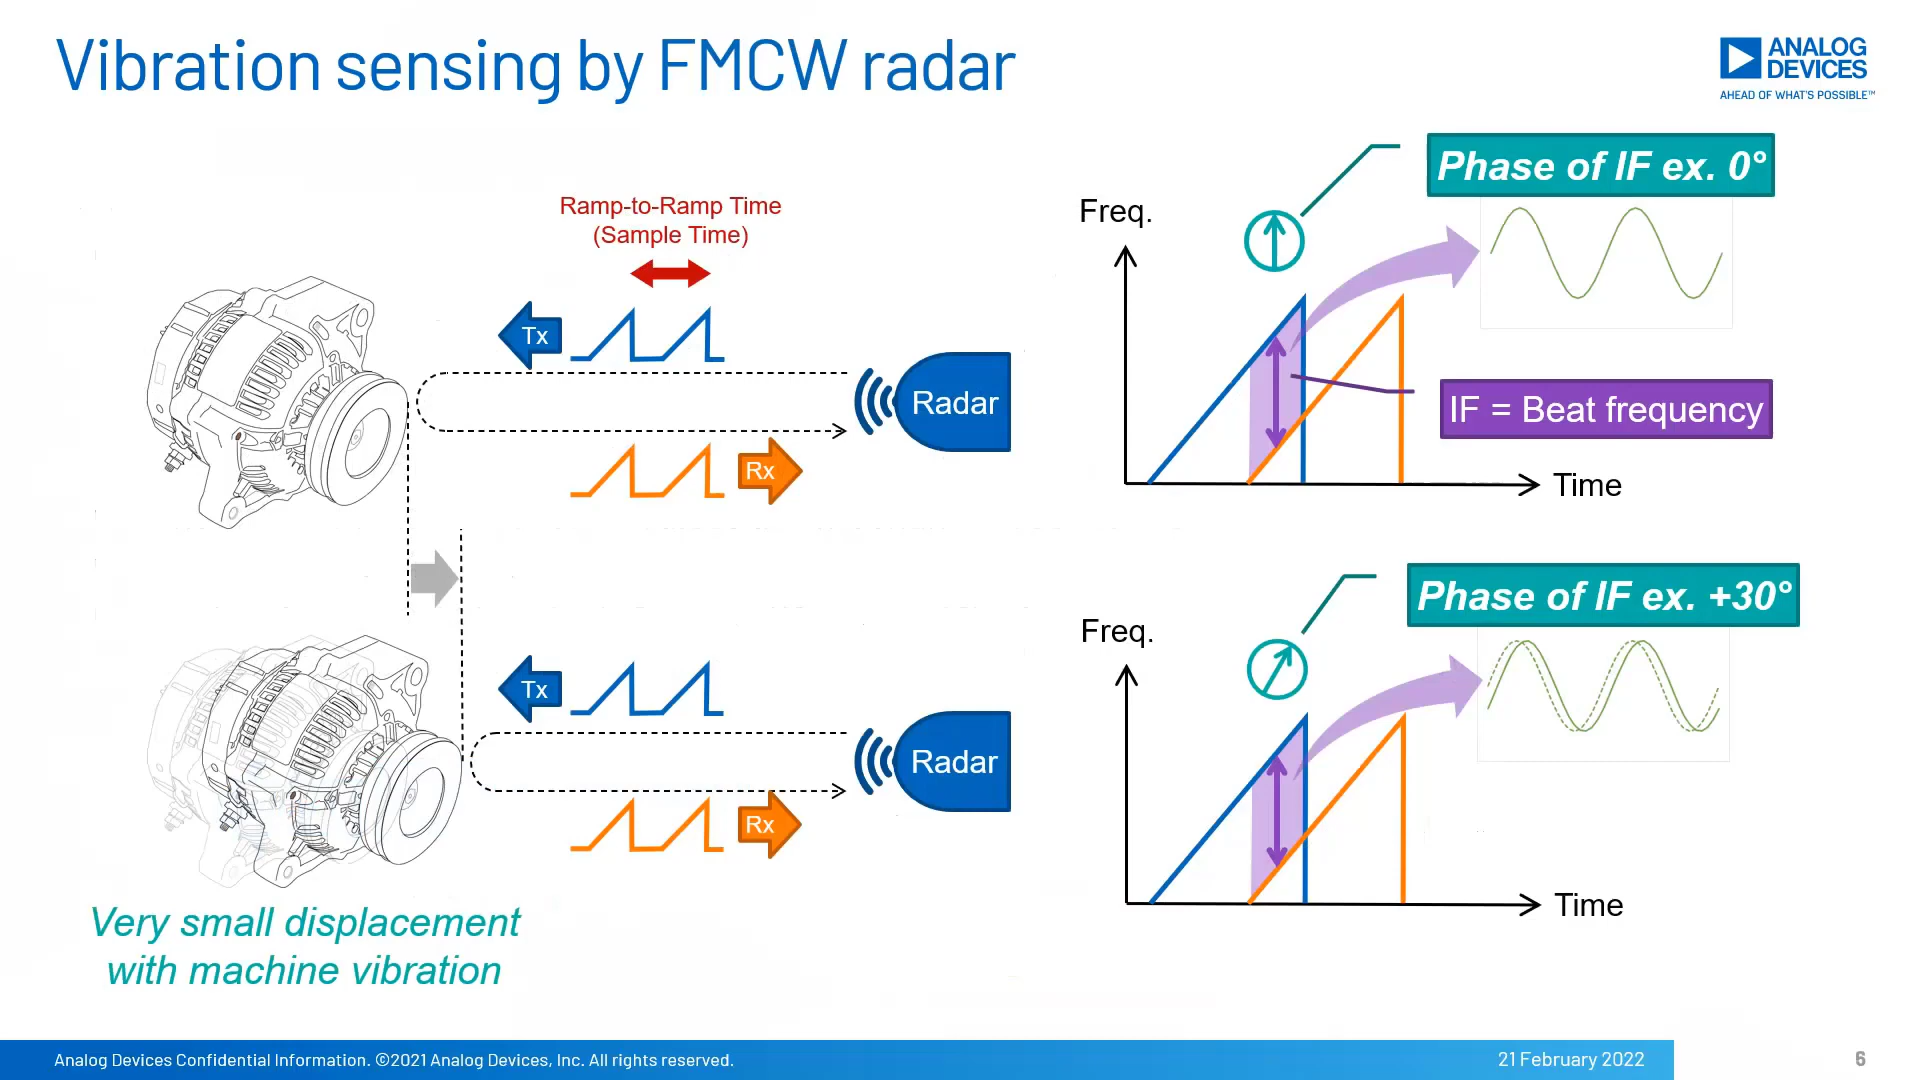 Vibration sensing by FMCW radar
ANALOG
DEVICES
AHEAD OF WHAT'S POSSIBLE™
Ramp-to-Ramp Time
(Sample Time)
Tx
Radar
Rx
Freq.
Phase of IF ex. 0°
IF = Beat frequency
Time
Tx
Radar
Rx
Freq.
Phase of IF ex. +30°
Time
Very small displacement
with machine vibration
Analog Devices Confidential Information. ©2021 Analog Devices, Inc. All rights reserved.
21 February 2022
6